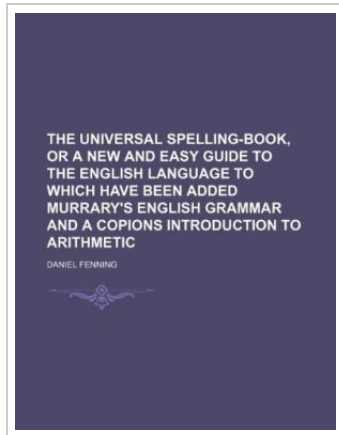 THE UNIVERSAL SPELLING-BOOK,
OR A NEW AND EASY GUIDE TO
THE ENGLISH LANGUAGE TO
WHICH HAVE BEEN ADDED
MURRARY'S ENGLISH GRAMMAR
AND A COPIONS INTRODUCTION TO
ARITHMETIC
DANIEL FENNING